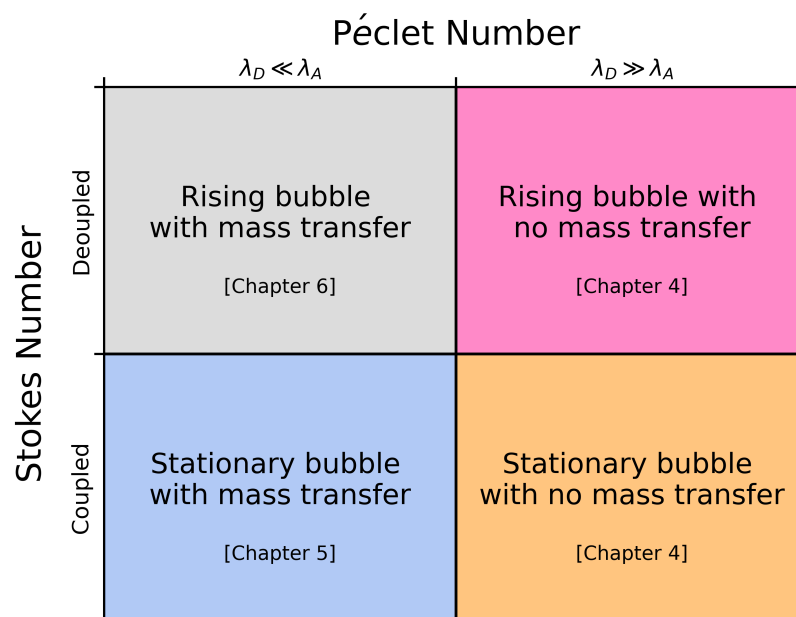 Péclet Number
λ_D ≪ λ_A
λ_D ≫ λ_A
Stokes Number
Deoupled
Rising bubble
with mass transfer
[Chapter 6]
Rising bubble with
no mass transfer
[Chapter 4]
Coupled
Stationary bubble
with mass transfer
[Chapter 5]
Stationary bubble
with no mass transfer
[Chapter 4]